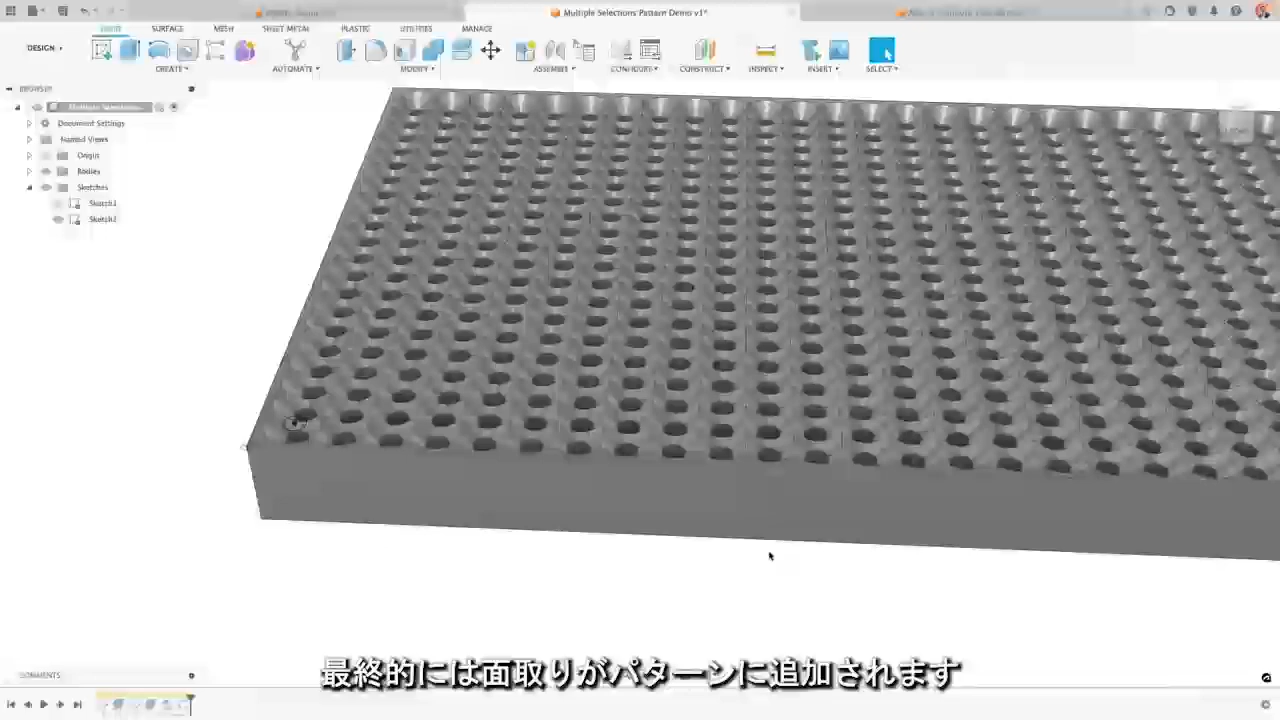 Multiple Selections Pattern Demo v1*
SURFACE
MESH
SHEET METAL
PLASTIC
UTILITIES
MANAGE
DESIGN
CREATE
AUTOMATE
MODIFY
ASSEMBLE
CONFIGURE
CONSTRUCT
INSPECT
INSERT
SELECT
BROWSER
Document Settings
Named Views
Origin
Bodies
Sketches
Sketch1
Sketch2
最終的には面取りがパターンに追加されます
COMMENTS